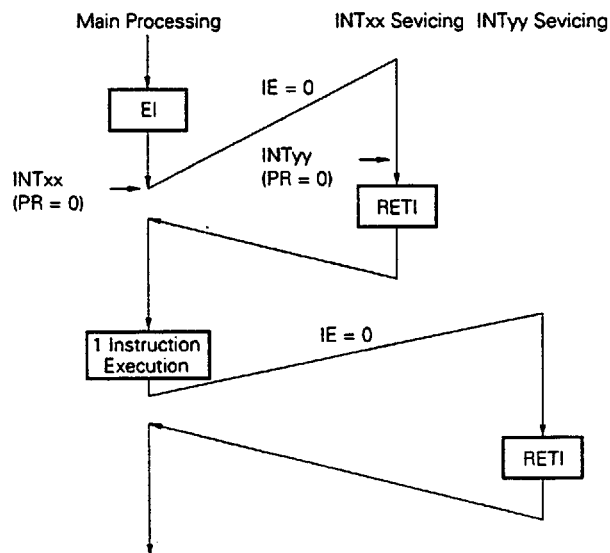 Main Processing
INTxx Sevicing
INTyy Sevicing
EI
IE = 0
INTxx
(PR = 0)
INTyy
(PR = 0)
RETI
1 Instruction
Execution
IE = 0
RETI